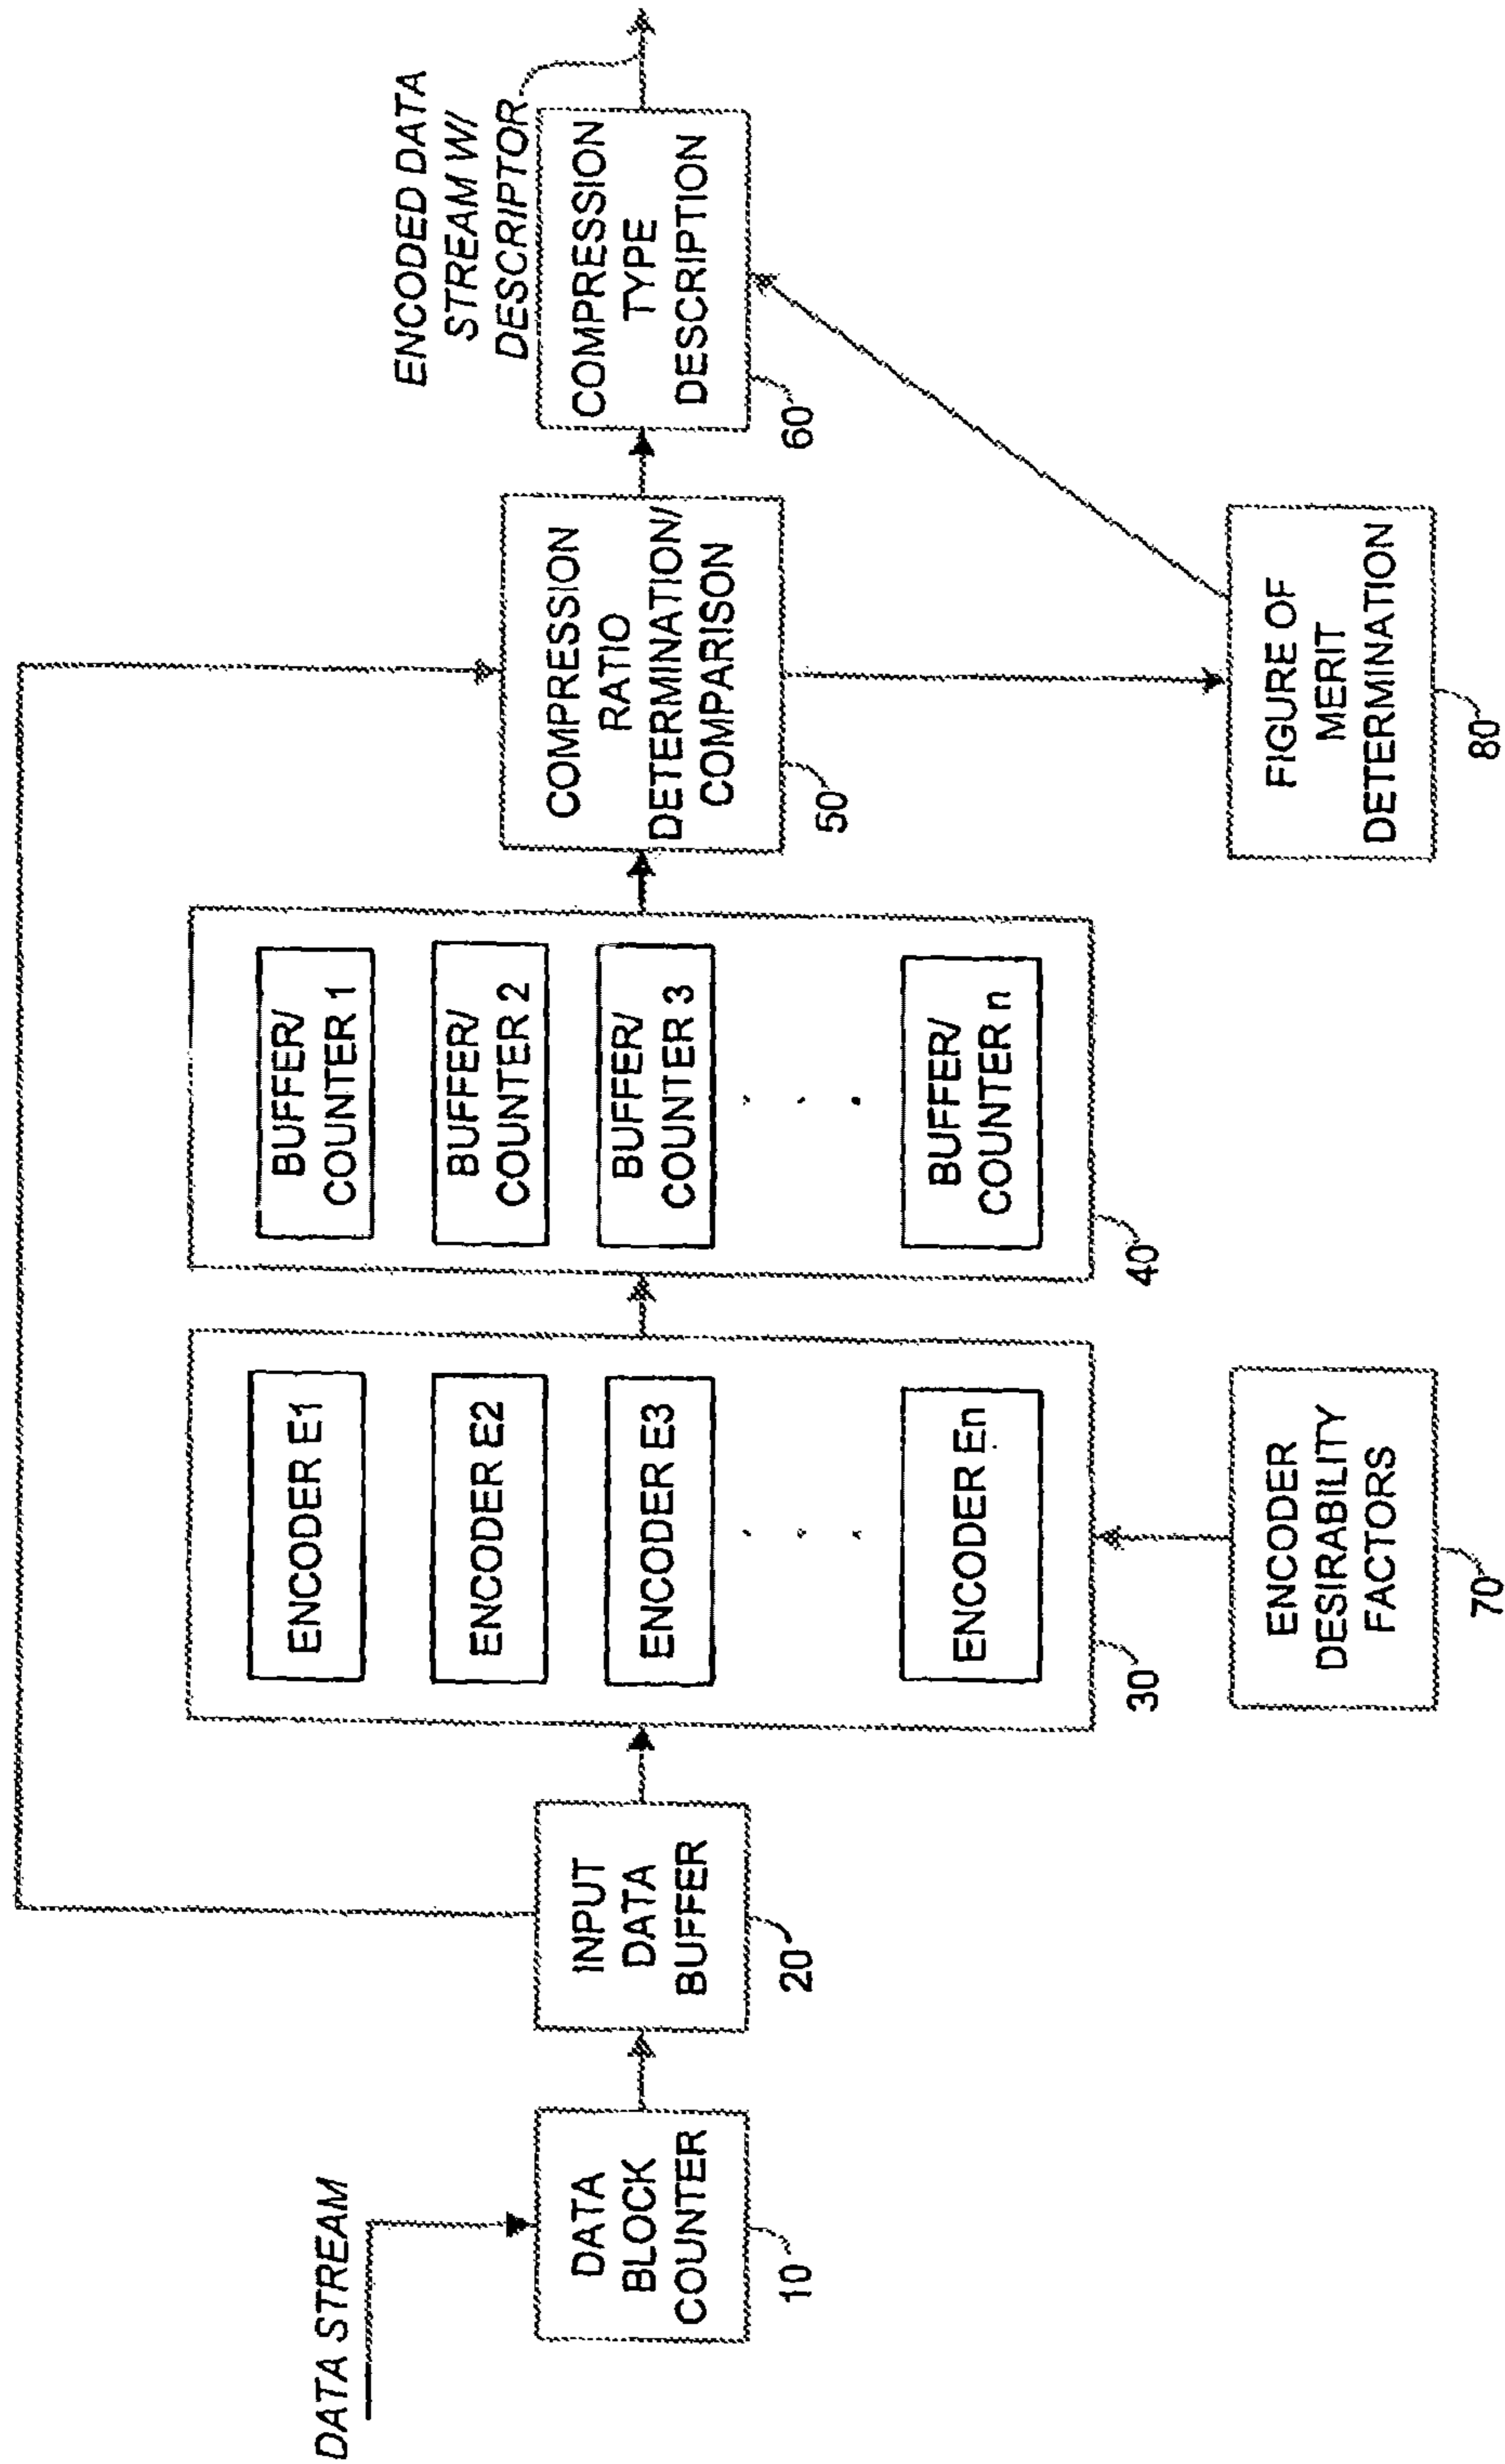 DATA STREAM
DATA
BLOCK
COUNTER
10
INPUT
DATA
BUFFER
20
ENCODER E1
ENCODER E2
ENCODER E3
. . .
ENCODER En
30
ENCODER
DESIRABILITY
FACTORS
70
BUFFER/
COUNTER 1
BUFFER/
COUNTER 2
BUFFER/
COUNTER 3
. . .
BUFFER/
COUNTER n
40
COMPRESSION
RATIO
DETERMINATION/
COMPARISON
50
FIGURE OF
MERIT
DETERMINATION
80
COMPRESSION
TYPE
DESCRIPTION
60
ENCODED DATA
STREAM W/
DESCRIPTOR